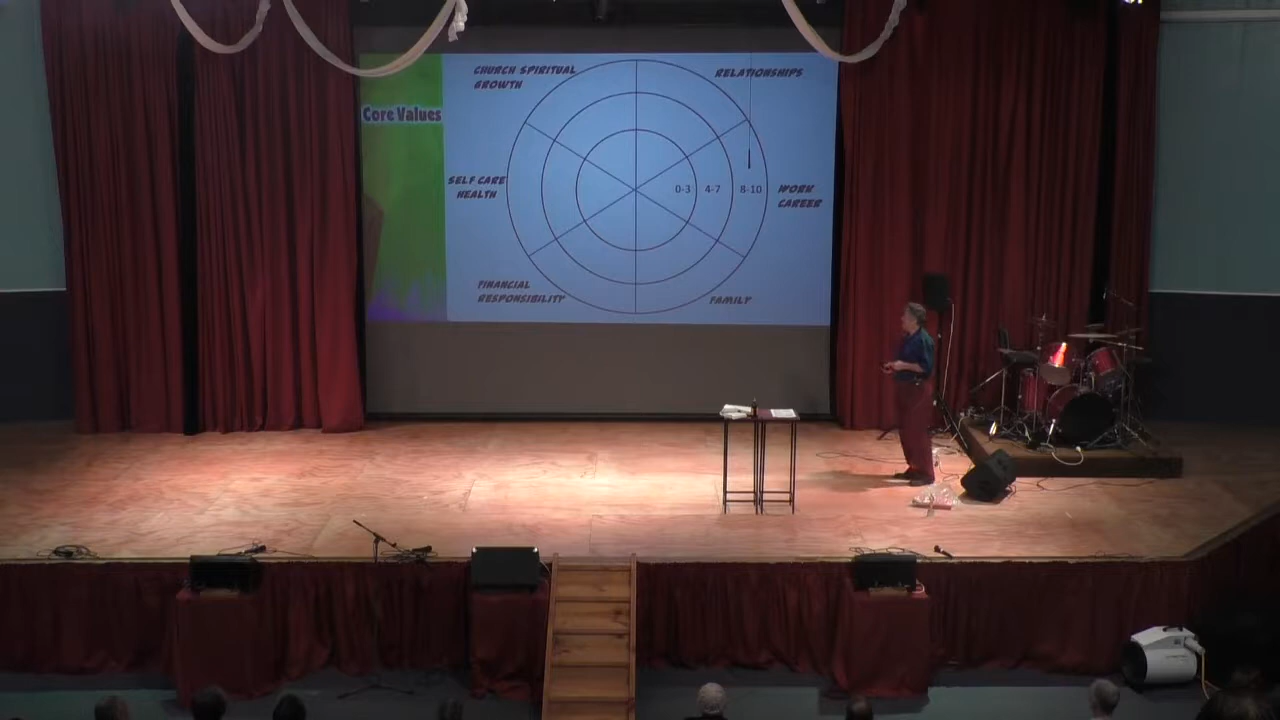 Core Values
CHURCH SPIRITUAL
GROWTH
RELATIONSHIPS
SELF CARE
HEALTH
0-3
4-7
8-10
WORK
CAREER
FINANCIAL
RESPONSIBILITY
FAMILY